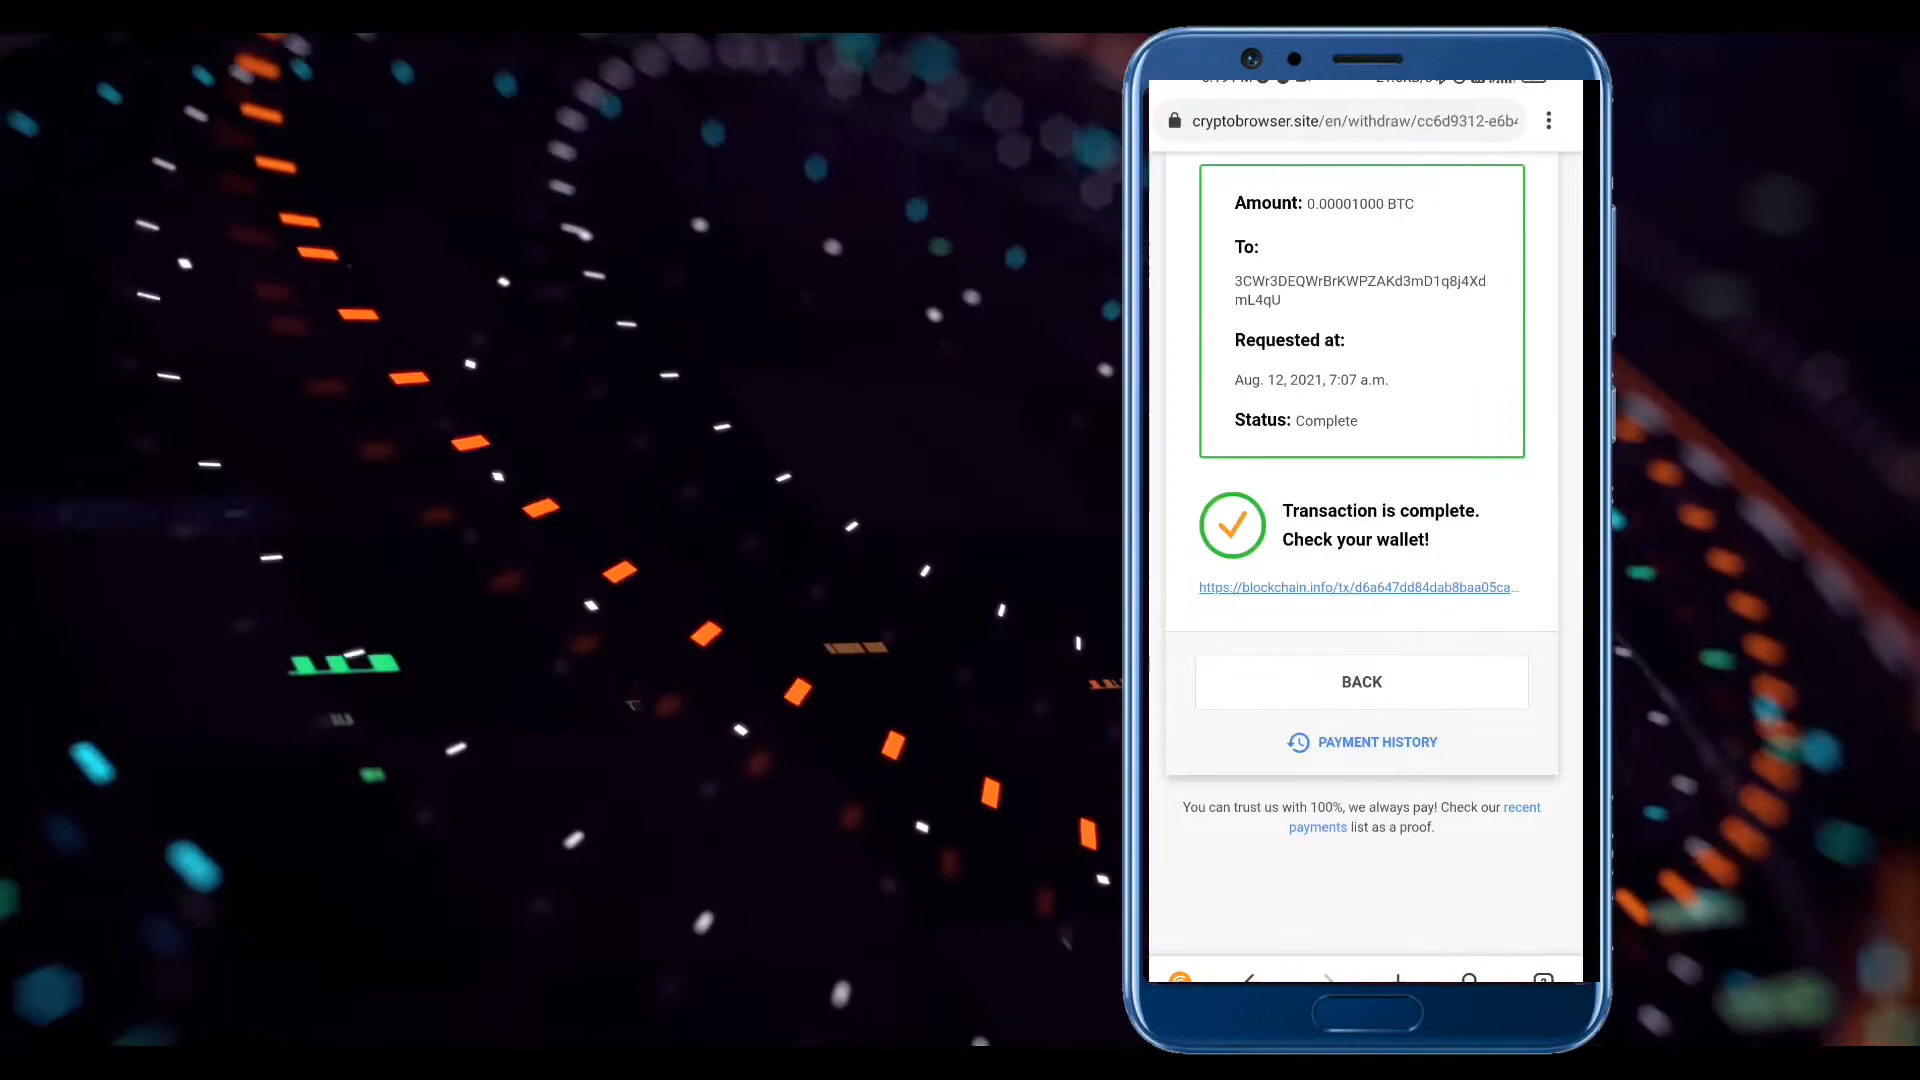 cryptobrowser.site/en/withdraw/cc6d9312-e6b4
Amount: 0.00001000 BTC
To:
3CWr3DEQWrBrKWPZAKd3mD1q8j4Xd
mL4qU
Requested at:
Aug. 12, 2021, 7:07 a.m.
Status: Complete
Transaction is complete.
Check your wallet!
https://blockchain.info/tx/d6a647dd84dab8baa05ca...
BACK
PAYMENT HISTORY
You can trust us with 100%, we always pay! Check our recent
payments list as a proof.